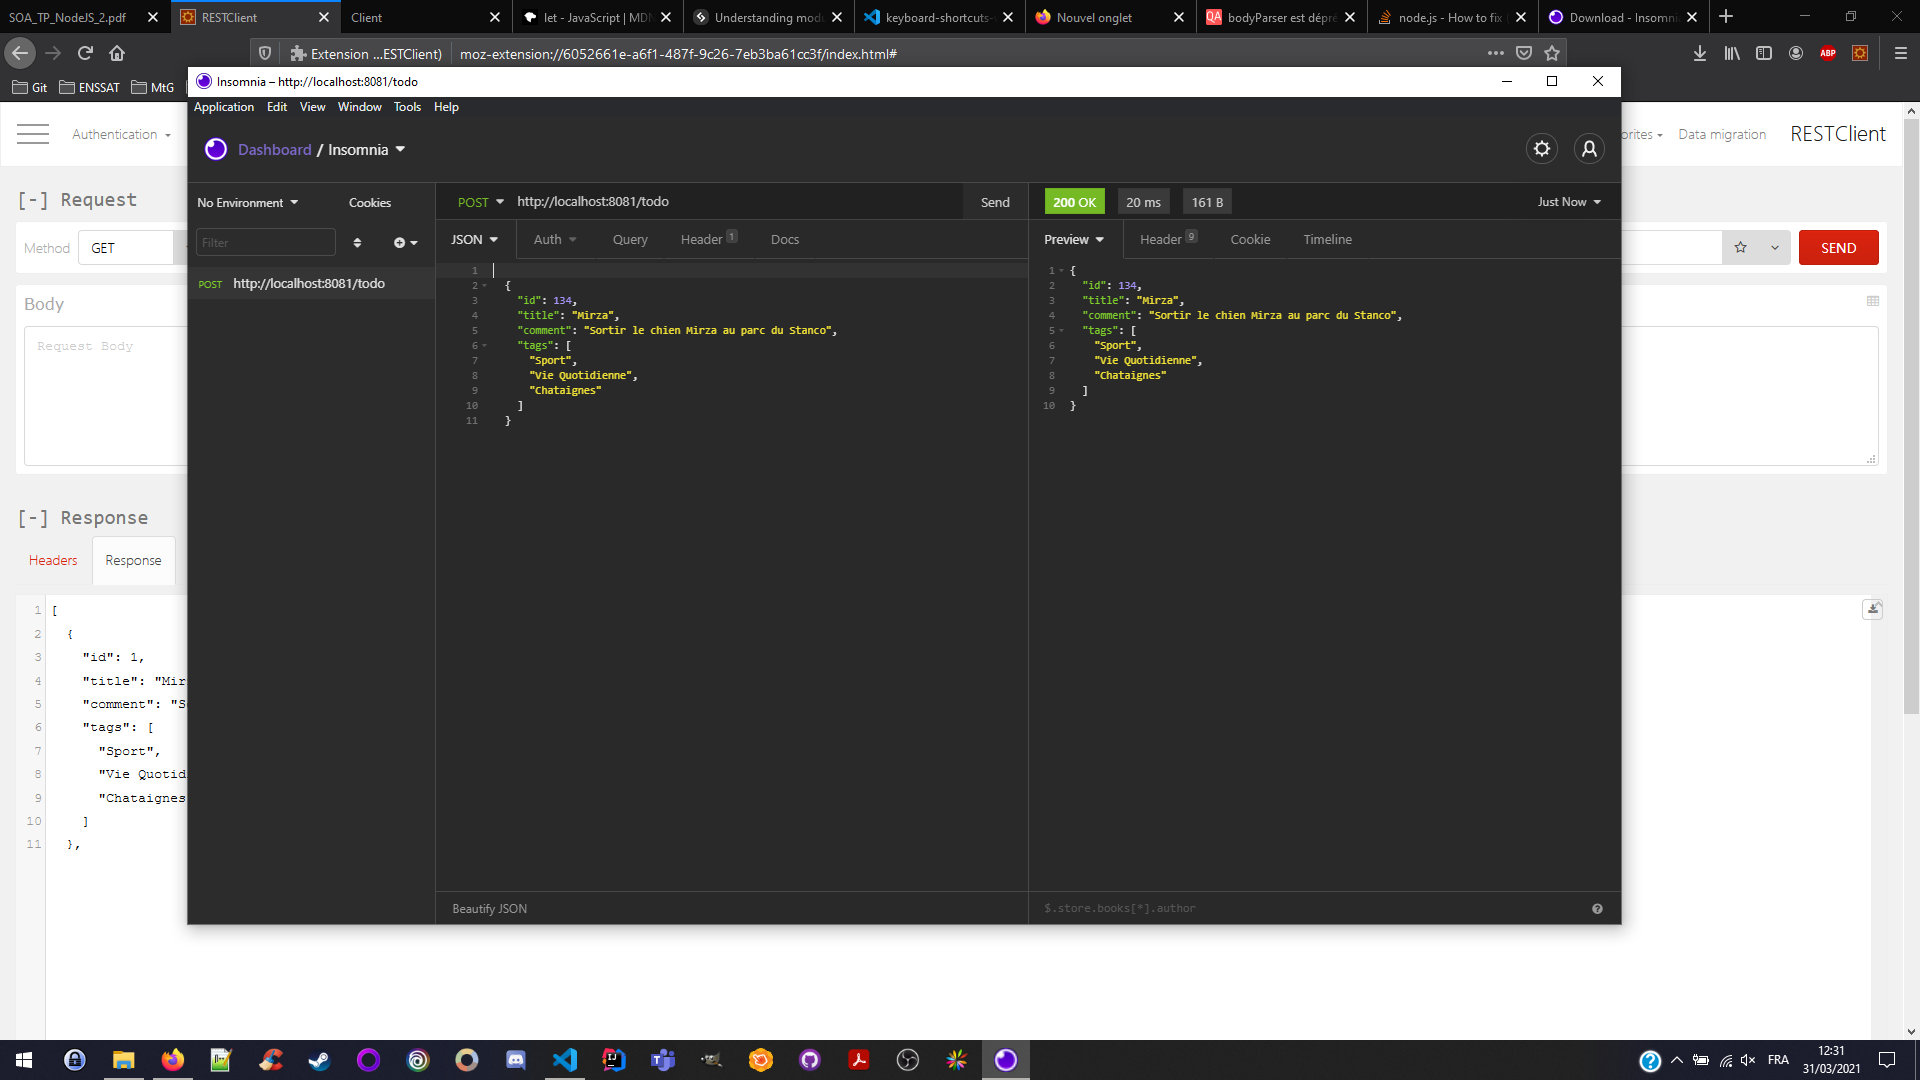 SOA_TP_NodeJS_2.pdf
RESTClient
Client
let - JavaScript | MDN
Understanding modu
keyboard-shortcuts-
Nouvel onglet
QA bodyParser est dépré
node.js - How to fix
Download - Insomni
Extension ...ESTClient)
moz-extension://6052661e-a6f1-487f-9c26-7eb3ba61cc3f/index.html#
ABP
Git
ENSSAT
MtG
Insomnia – http://localhost:8081/todo
Application Edit View Window Tools Help
Authentication
Dashboard / Insomnia
orites
Data migration
RESTClient
[-] Request
Method GET
SEND
Body
Request Body
No Environment
Cookies
Filter
POST http://localhost:8081/todo
POST http://localhost:8081/todo
Send
JSON Auth Query Header 1 Docs
1
2 {
3 "id": 134,
4 "title": "Mirza",
5 "comment": "Sortir le chien Mirza au parc du Stanco",
6 "tags": [
7 "Sport",
8 "Vie Quotidienne",
9 "Chataignes"
10 ]
11 }
Beautify JSON
200 OK 20 ms 161 B
Just Now
Preview Header 9 Cookie Timeline
1 {
2 "id": 134,
3 "title": "Mirza",
4 "comment": "Sortir le chien Mirza au parc du Stanco",
5 "tags": [
6 "Sport",
7 "Vie Quotidienne",
8 "Chataignes"
9 ]
10 }
$.store.books[*].author
[-] Response
Headers Response
1 [
2 {
3 "id": 1,
4 "title": "Mir
5 "comment": "S
6 "tags": [
7 "Sport",
8 "Vie Quotid
9 "Chataignes
10 ]
11 },
FRA
12:31
31/03/2021